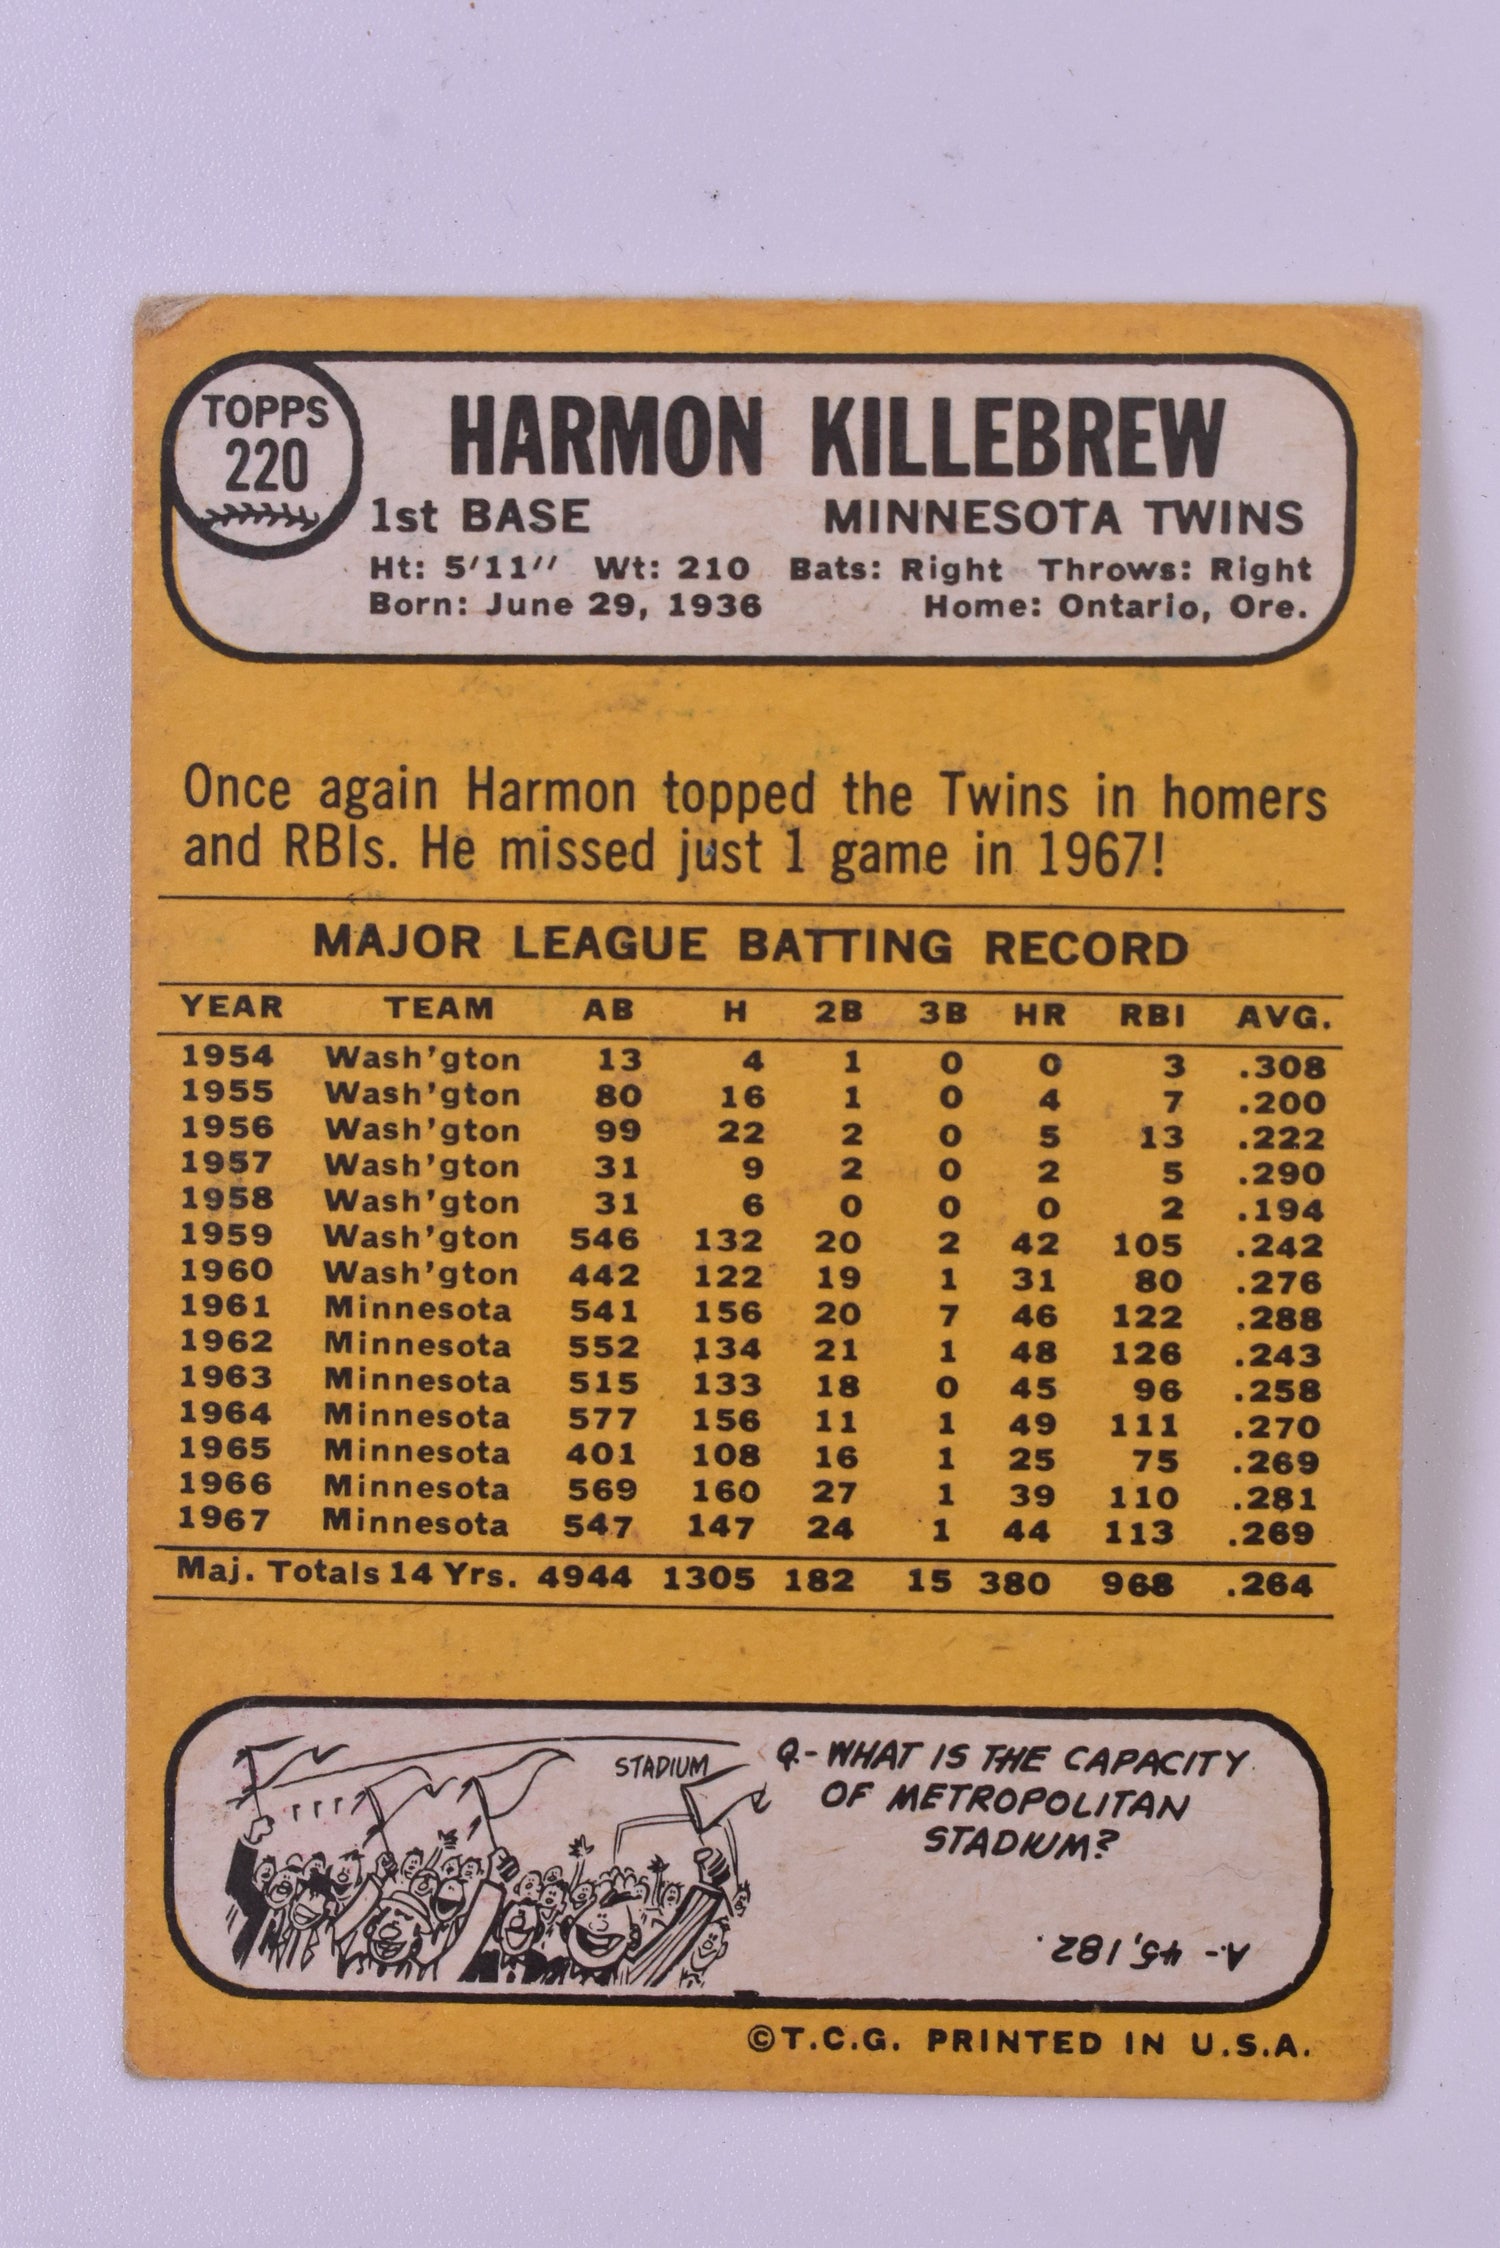 TOPPS
220
HARMON KILLEBREW
1st BASE MINNESOTA TWINS
Ht: 5'11" Wt: 210 Bats: Right Throws: Right
Born: June 29, 1936 Home: Ontario, Ore.
Once again Harmon topped the Twins in homers
and RBIs. He missed just 1 game in 1967!
MAJOR LEAGUE BATTING RECORD
YEAR TEAM AB H 2B 3B HR RBI AVG.
1954 Wash'gton 13 4 1 0 0 3 .308
1955 Wash'gton 80 16 1 0 4 7 .200
1956 Wash'gton 99 22 2 0 5 13 .222
1957 Wash'gton 31 9 2 0 2 5 .290
1958 Wash'gton 31 6 0 0 0 2 .194
1959 Wash'gton 546 132 20 2 42 105 .242
1960 Wash'gton 442 122 19 1 31 80 .276
1961 Minnesota 541 156 20 7 46 122 .288
1962 Minnesota 552 134 21 1 48 126 .243
1963 Minnesota 515 133 18 0 45 96 .258
1964 Minnesota 577 156 11 1 49 111 .270
1965 Minnesota 401 108 16 1 25 75 .269
1966 Minnesota 569 160 27 1 39 110 .281
1967 Minnesota 547 147 24 1 44 113 .269
Maj. Totals 14 Yrs. 4944 1305 182 15 380 968 .264
STADIUM
Q.- WHAT IS THE CAPACITY
OF METROPOLITAN
STADIUM?
A.- 45,182.
©T.C.G. PRINTED IN U.S.A.